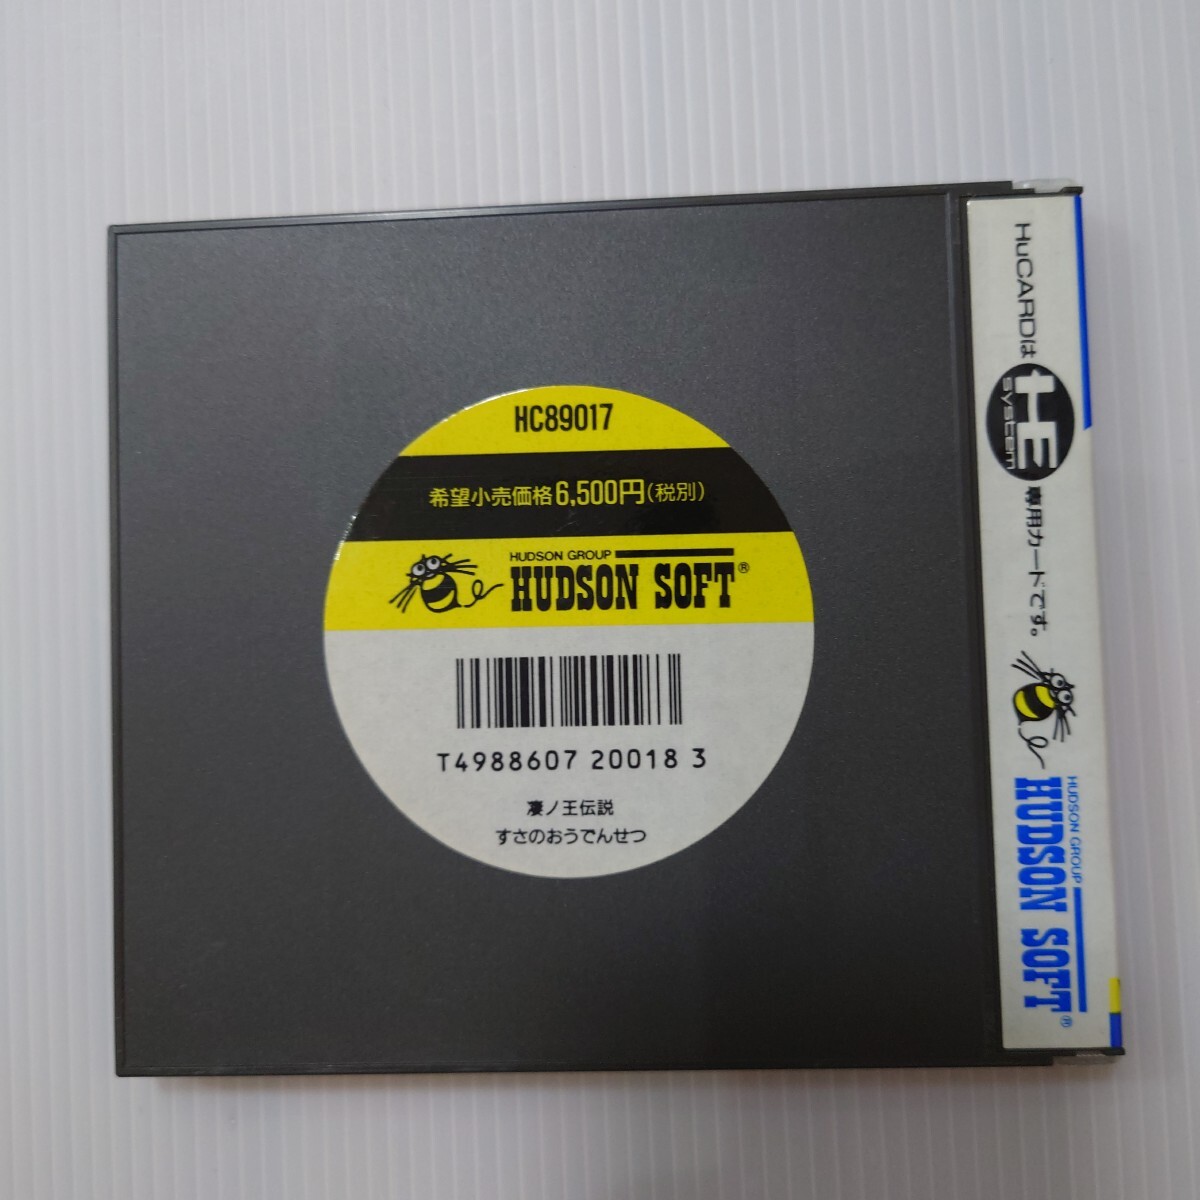 HC89017
希望小売価格6,500円(税別)
HUDSON GROUP
HUDSON SOFT®
T4988607 20018 3
凄ノ王伝説
すさのおうでんせつ
HuCARDは
HE
system
専用カードです。
HUDSON GROUP
HUDSON SOFT®